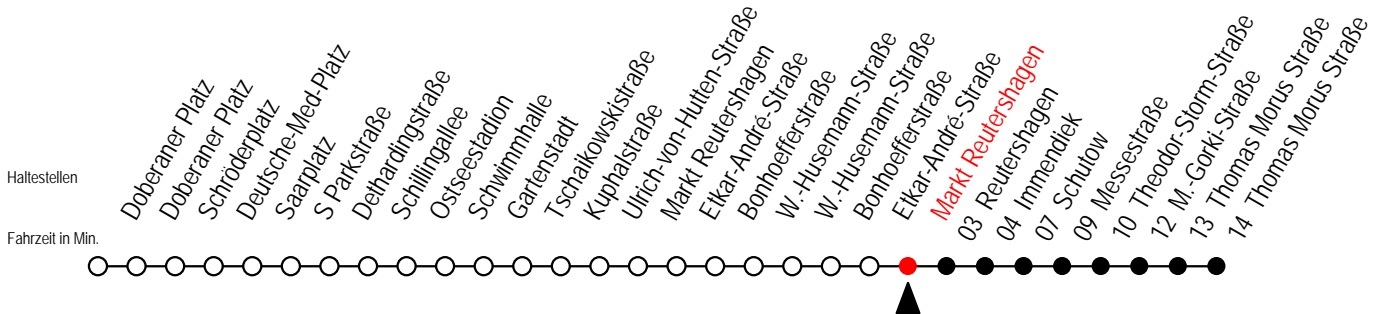 Haltestellen
Fahrzeit in Min.
Doberaner Platz
Doberaner Platz
Schröderplatz
Deutsche-Med-Platz
Saarplatz
S Parkstraße
Dethardingstraße
Schillingallee
Ostseestadion
Schwimmhalle
Gartenstadt
Tschaikowskistraße
Kuphalstraße
Ulrich-von-Hutten-Straße
Markt Reutershagen
Etkar-André-Straße
Bonhoefferstraße
W.-Husemann-Straße
W.-Husemann-Straße
Bonhoefferstraße
Etkar-André-Straße
Markt Reutershagen
03 Reutershagen
04 Immendiek
07 Schutow
09 Messestraße
10 Theodor-Storm-Straße
12 M.-Gorki-Straße
13 Thomas Morus Straße
14 Thomas Morus Straße